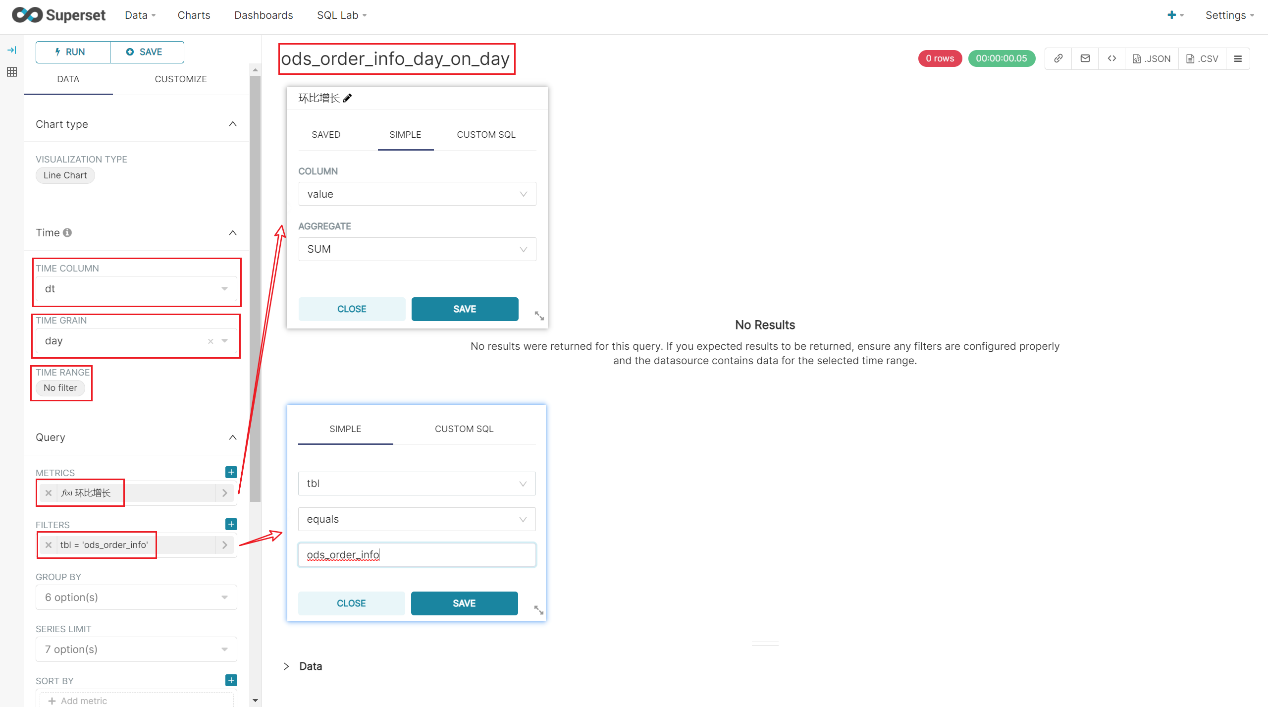 Superset Data Charts Dashboards SQL Lab + Settings
RUN SAVE
DATA CUSTOMIZE
Chart type
VISUALIZATION TYPE
Line Chart
Time
TIME COLUMN
dt
TIME GRAIN
day
TIME RANGE
No filter
Query
METRICS
f(x) 环比增长
FILTERS
tbl = 'ods_order_info'
GROUP BY
6 option(s)
SERIES LIMIT
7 option(s)
SORT BY
+ Add metric
ods_order_info_day_on_day
0 rows 00:00:00.05 .JSON .CSV
环比增长
SAVED SIMPLE CUSTOM SQL
COLUMN
value
AGGREGATE
SUM
CLOSE SAVE
No Results
No results were returned for this query. If you expected results to be returned, ensure any filters are configured properly
and the datasource contains data for the selected time range.
SIMPLE CUSTOM SQL
tbl
equals
ods_order_info
CLOSE SAVE
Data